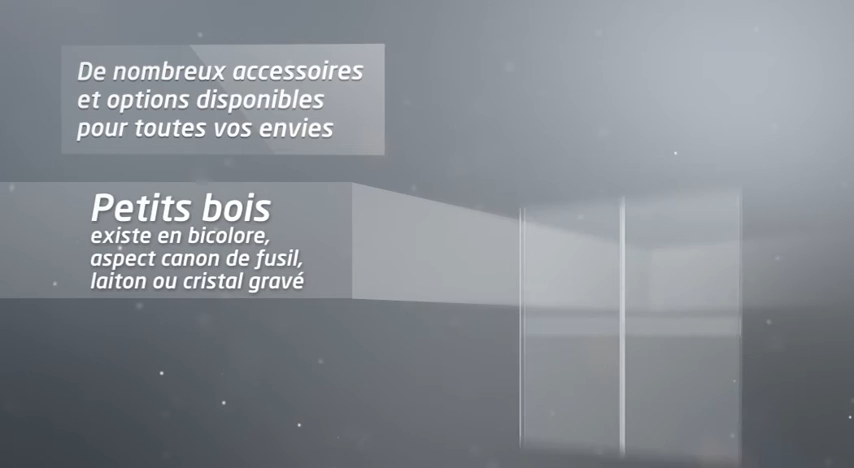 De nombreux accessoires
et options disponibles
pour toutes vos envies
Petits bois
existe en bicolore,
aspect canon de fusil,
laiton ou cristal gravé